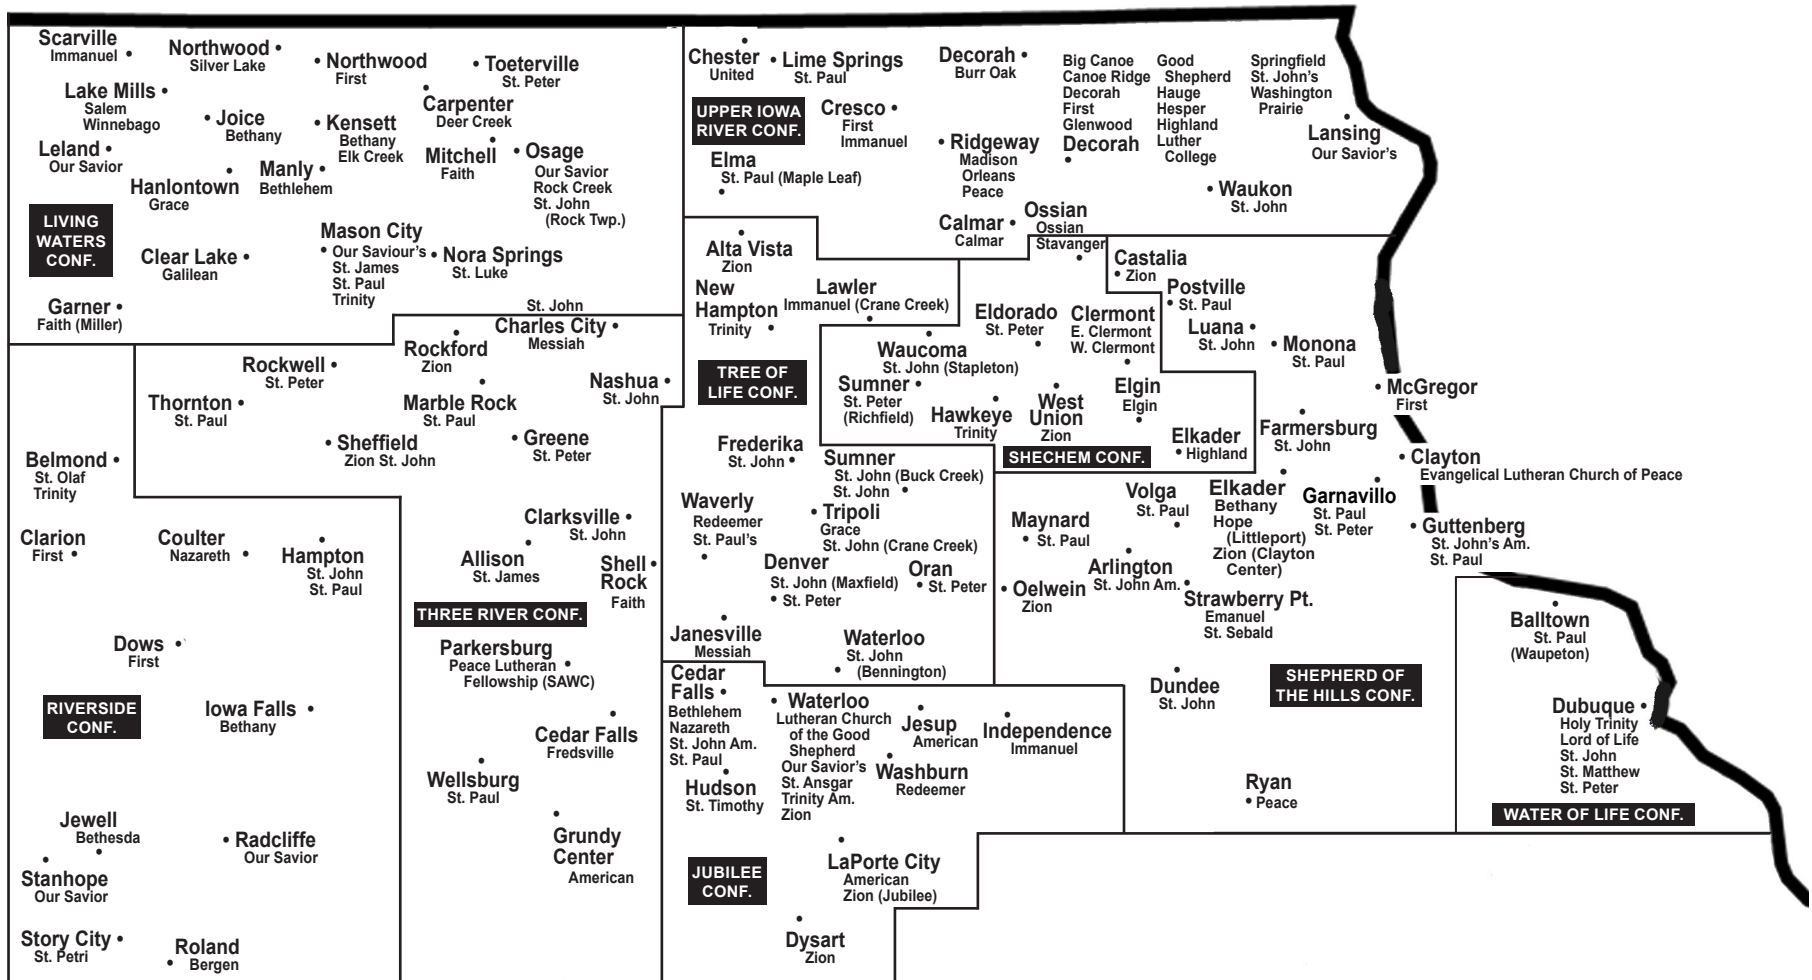 Scarville
Immanuel
Northwood
Silver Lake
Northwood
First
Toeterville
St. Peter
Lake Mills
Salem
Winnebago
Joice
Bethany
Kensett
Bethany
Elk Creek
Carpenter
Deer Creek
Mitchell
Faith
Osage
Our Savior
Rock Creek
St. John
(Rock Twp.)
Leland
Our Savior
Hanlontown
Grace
Manly
Bethlehem
LIVING
WATERS
CONF.
Mason City
Our Saviour's
St. James
St. Paul
Trinity
Nora Springs
St. Luke
Clear Lake
Galilean
Garner
Faith (Miller)
St. John
Charles City
Messiah
Chester
United
Lime Springs
St. Paul
Decorah
Burr Oak
Big Canoe
Canoe Ridge
Decorah
First
Glenwood
Decorah
Good
Shepherd
Hauge
Hesper
Highland
Luther
College
Springfield
St. John's
Washington
Prairie
Lansing
Our Savior's
UPPER IOWA
RIVER CONF.
Cresco
First
Immanuel
Ridgeway
Madison
Orleans
Peace
Elma
St. Paul (Maple Leaf)
Waukon
St. John
Calmar
Calmar
Ossian
Ossian
Stavanger
Alta Vista
Zion
New
Hampton
Trinity
Lawler
Immanuel (Crane Creek)
TREE OF
LIFE CONF.
Castalia
Zion
Postville
St. Paul
Luana
St. John
Monona
St. Paul
McGregor
First
Eldorado
St. Peter
Clermont
E. Clermont
W. Clermont
Waucoma
St. John (Stapleton)
Sumner
St. Peter
(Richfield)
Hawkeye
Trinity
West
Union
Zion
Elgin
Elgin
Elkader
Highland
SHECHEM CONF.
Farmersburg
St. John
Clayton
Evangelical Lutheran Church of Peace
Rockwell
St. Peter
Rockford
Zion
Nashua
St. John
Thornton
St. Paul
Marble Rock
St. Paul
Sheffield
Zion St. John
Greene
St. Peter
Belmond
St. Olaf
Trinity
Clarion
First
Coulter
Nazareth
Hampton
St. John
St. Paul
Clarksville
St. John
Allison
St. James
Shell
Rock
Faith
THREE RIVER CONF.
Frederika
St. John
Sumner
St. John (Buck Creek)
St. John
Waverly
Redeemer
St. Paul's
Tripoli
Grace
St. John (Crane Creek)
Denver
St. John (Maxfield)
St. Peter
Oran
St. Peter
Janesville
Messiah
Waterloo
St. John
(Bennington)
Maynard
St. Paul
Volga
St. Paul
Elkader
Bethany
Hope
(Littleport)
Zion (Clayton
Center)
Garnavillo
St. Paul
St. Peter
Guttenberg
St. John's Am.
St. Paul
Oelwein
Zion
Arlington
St. John Am.
Strawberry Pt.
Emanuel
St. Sebald
Dundee
St. John
SHEPHERD OF
THE HILLS CONF.
Ryan
Peace
Balltown
St. Paul
(Waupeton)
Dubuque
Holy Trinity
Lord of Life
St. John
St. Matthew
St. Peter
WATER OF LIFE CONF.
Dows
First
RIVERSIDE
CONF.
Iowa Falls
Bethany
Jewell
Bethesda
Radcliffe
Our Savior
Stanhope
Our Savior
Story City
St. Petri
Roland
Bergen
Parkersburg
Peace Lutheran
Fellowship (SAWC)
Cedar Falls
Fredsville
Wellsburg
St. Paul
Grundy
Center
American
Cedar
Falls
Bethlehem
Nazareth
St. John Am.
St. Paul
Hudson
St. Timothy
Waterloo
Lutheran Church
of the Good
Shepherd
Our Savior's
St. Ansgar
Trinity Am.
Zion
Jesup
American
Independence
Immanuel
Washburn
Redeemer
JUBILEE
CONF.
LaPorte City
American
Zion (Jubilee)
Dysart
Zion